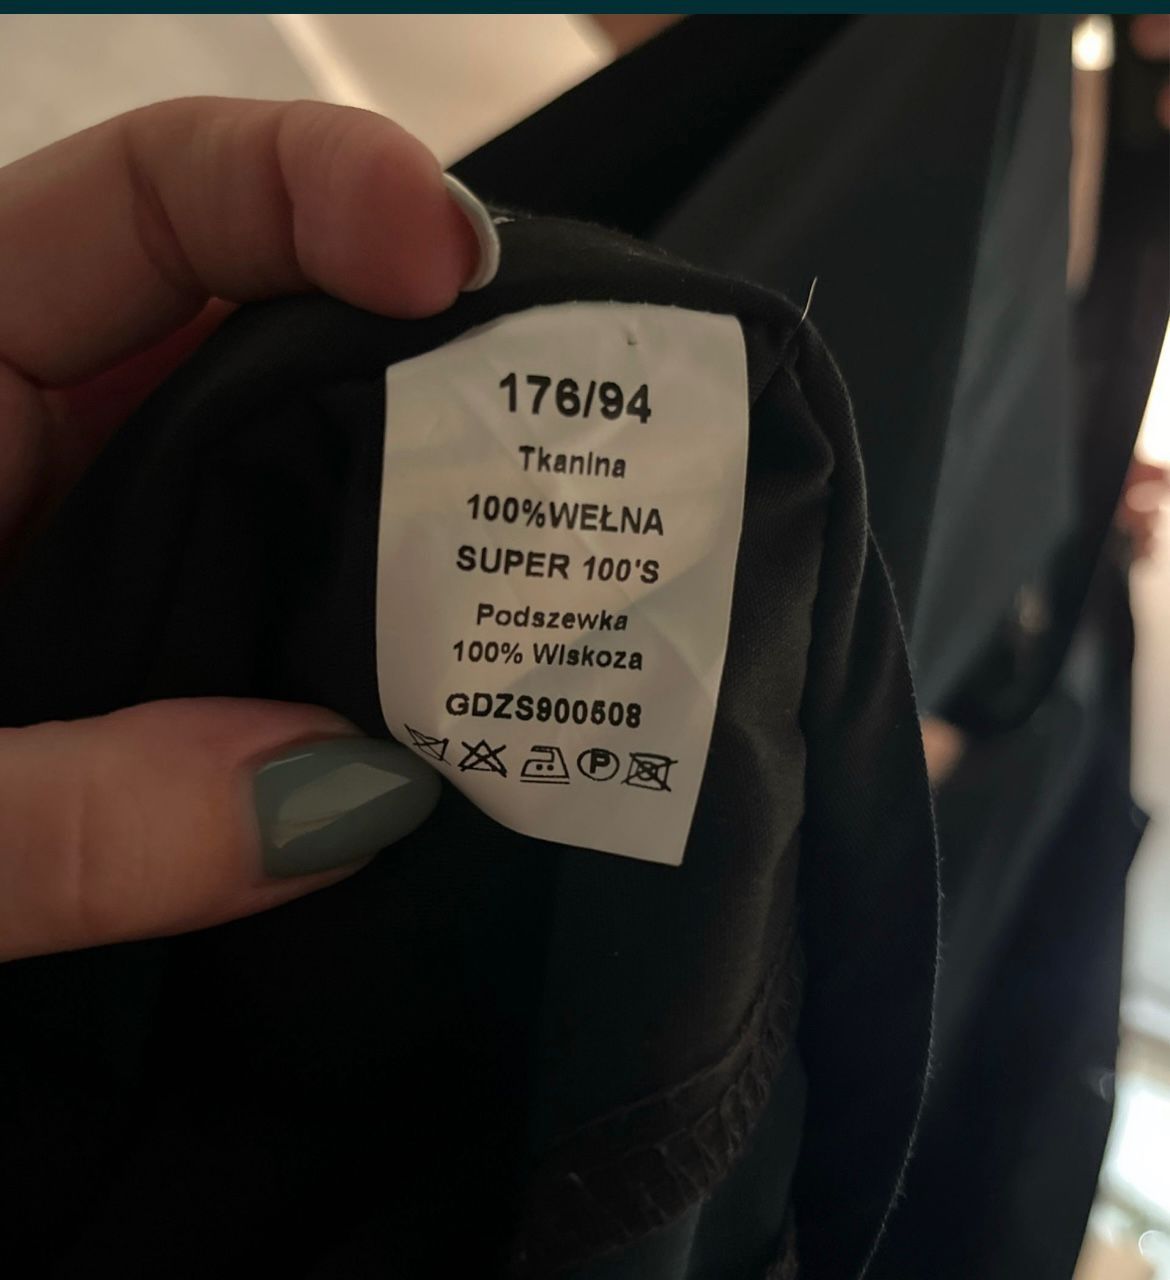 176/94
Tkanina
100%WEŁNA
SUPER 100'S
Podszewka
100% Wiskoza
GDZS900508
P